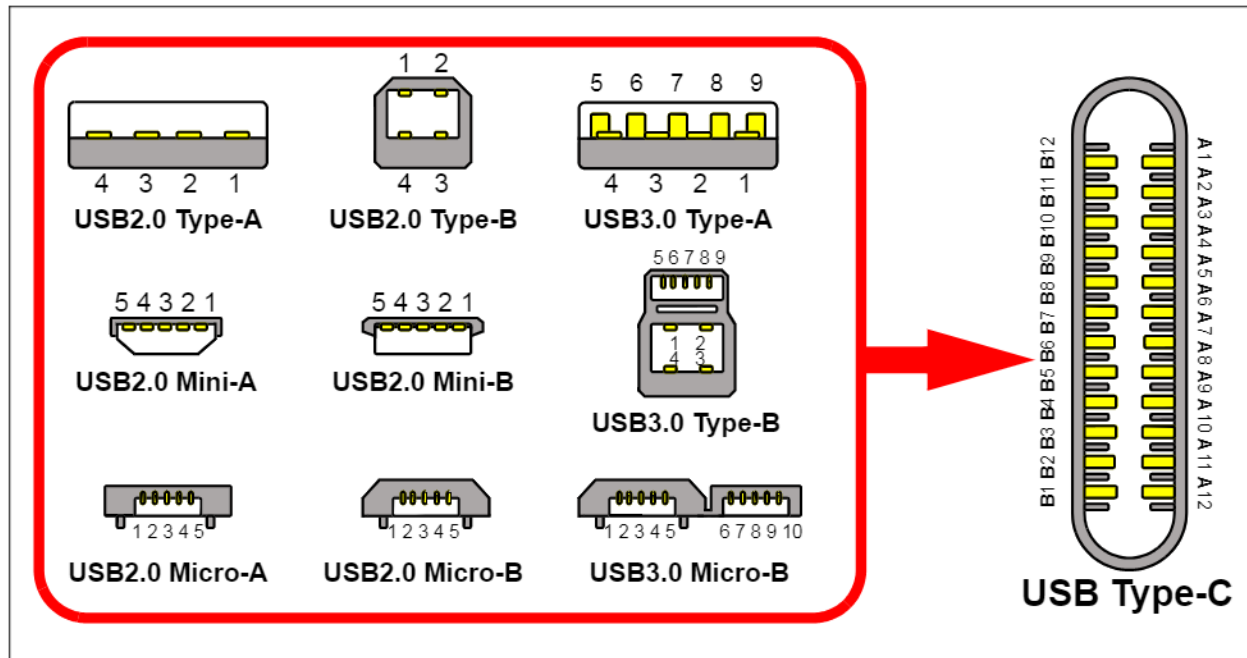 1 2
5 6 7 8 9
4 3 2 1
4 3
4 3 2 1
USB2.0 Type-A
USB2.0 Type-B
USB3.0 Type-A
5 6 7 8 9
5 4 3 2 1
5 4 3 2 1
1 2
4 3
USB2.0 Mini-A
USB2.0 Mini-B
USB3.0 Type-B
1 2 3 4 5
1 2 3 4 5
1 2 3 4 5
6 7 8 9 10
USB2.0 Micro-A
USB2.0 Micro-B
USB3.0 Micro-B
B1 B2 B3 B4 B5 B6 B7 B8 B9 B10 B11 B12
A1 A2 A3 A4 A5 A6 A7 A8 A9 A10 A11 A12
USB Type-C